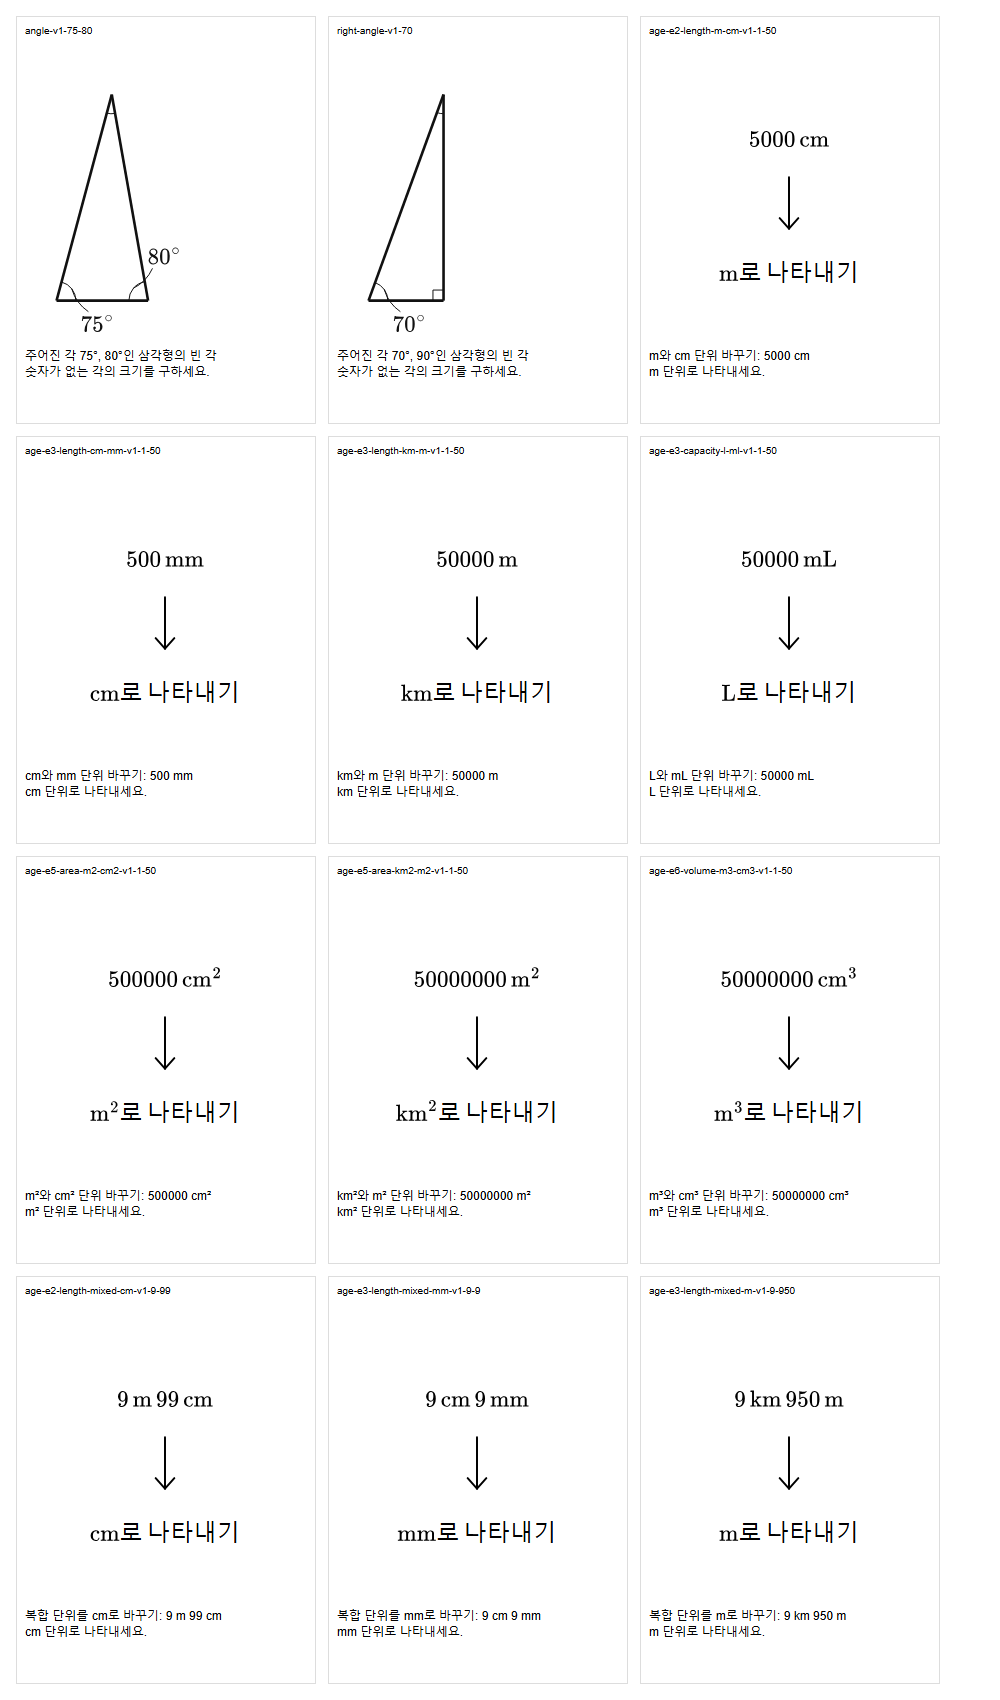 angle-v1-75-80
80°
75°
주어진 각 75°, 80°인 삼각형의 빈 각
숫자가 없는 각의 크기를 구하세요.
right-angle-v1-70
70°
주어진 각 70°, 90°인 삼각형의 빈 각
숫자가 없는 각의 크기를 구하세요.
age-e2-length-m-cm-v1-1-50
5000 cm
m로 나타내기
m와 cm 단위 바꾸기: 5000 cm
m 단위로 나타내세요.
age-e3-length-cm-mm-v1-1-50
500 mm
cm로 나타내기
cm와 mm 단위 바꾸기: 500 mm
cm 단위로 나타내세요.
age-e3-length-km-m-v1-1-50
50000 m
km로 나타내기
km와 m 단위 바꾸기: 50000 m
km 단위로 나타내세요.
age-e3-capacity-l-ml-v1-1-50
50000 mL
L로 나타내기
L와 mL 단위 바꾸기: 50000 mL
L 단위로 나타내세요.
age-e5-area-m2-cm2-v1-1-50
500000 cm²
m²로 나타내기
m²와 cm² 단위 바꾸기: 500000 cm²
m² 단위로 나타내세요.
age-e5-area-km2-m2-v1-1-50
50000000 m²
km²로 나타내기
km²와 m² 단위 바꾸기: 50000000 m²
km² 단위로 나타내세요.
age-e6-volume-m3-cm3-v1-1-50
50000000 cm³
m³로 나타내기
m³와 cm³ 단위 바꾸기: 50000000 cm³
m³ 단위로 나타내세요.
age-e2-length-mixed-cm-v1-9-99
9 m 99 cm
cm로 나타내기
복합 단위를 cm로 바꾸기: 9 m 99 cm
cm 단위로 나타내세요.
age-e3-length-mixed-mm-v1-9-9
9 cm 9 mm
mm로 나타내기
복합 단위를 mm로 바꾸기: 9 cm 9 mm
mm 단위로 나타내세요.
age-e3-length-mixed-m-v1-9-950
9 km 950 m
m로 나타내기
복합 단위를 m로 바꾸기: 9 km 950 m
m 단위로 나타내세요.